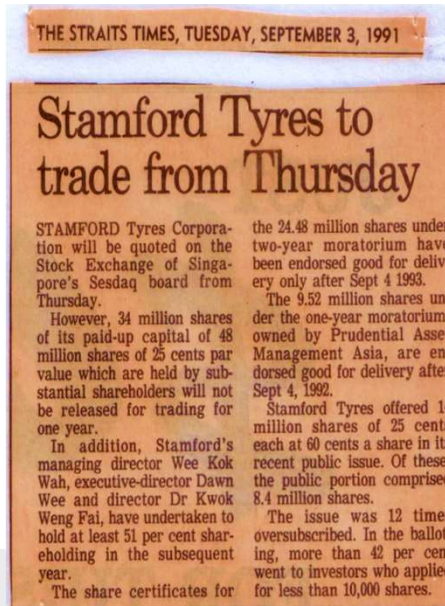 THE STRAITS TIMES, TUESDAY, SEPTEMBER 3, 1991
Stamford Tyres to
trade from Thursday
STAMFORD Tyres Corpora-
tion will be quoted on the
Stock Exchange of Singa-
pore's Sesdaq board from
Thursday.
However, 34 million shares
of its paid-up capital of 48
million shares of 25 cents par
value which are held by sub-
stantial shareholders will not
be released for trading for
one year.
In addition, Stamford's
managing director Wee Kok
Wah, executive-director Dawn
Wee and director Dr Kwok
Weng Fai, have undertaken to
hold at least 51 per cent shar-
eholding in the subsequent
year.
The share certificates for
the 24.48 million shares under
two-year moratorium have
been endorsed good for deliv
ery only after Sept 4 1993.
The 9.52 million shares un
der the one-year moratorium
owned by Prudential Asse
Management Asia, are en
dorsed good for delivery after
Sept 4, 1992.
Stamford Tyres offered 1
million shares of 25 cent
each at 60 cents a share in it
recent public issue. Of these
the public portion comprised
8.4 million shares.
The issue was 12 time
oversubscribed. In the ballot
ing, more than 42 per cen
went to investors who applie
for less than 10,000 shares.